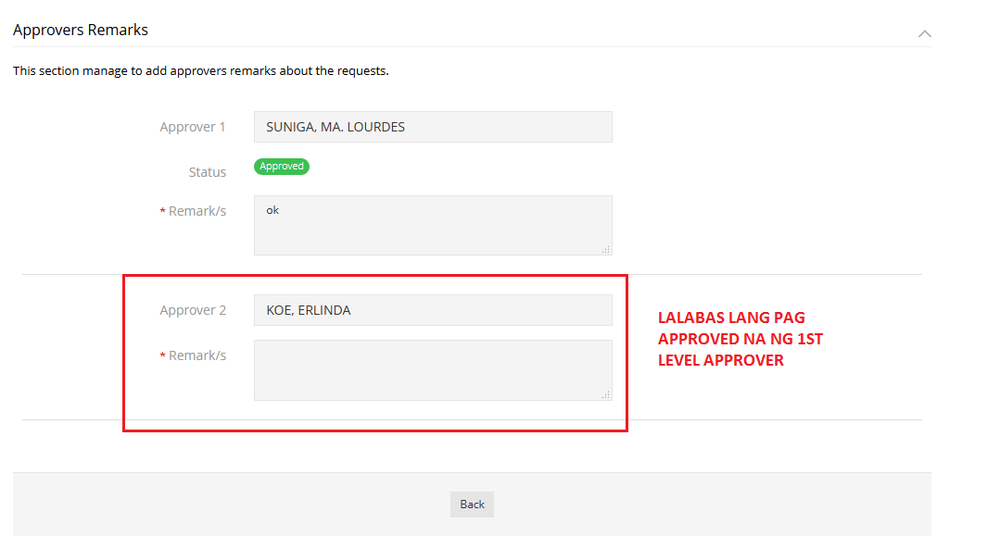 Approvers Remarks
This section manage to add approvers remarks about the requests.
Approver 1
SUNIGA, MA. LOURDES
Status
Approved
* Remark/s
ok
Approver 2
KOE, ERLINDA
* Remark/s
LALABAS LANG PAG
APPROVED NA NG 1ST
LEVEL APPROVER
Back